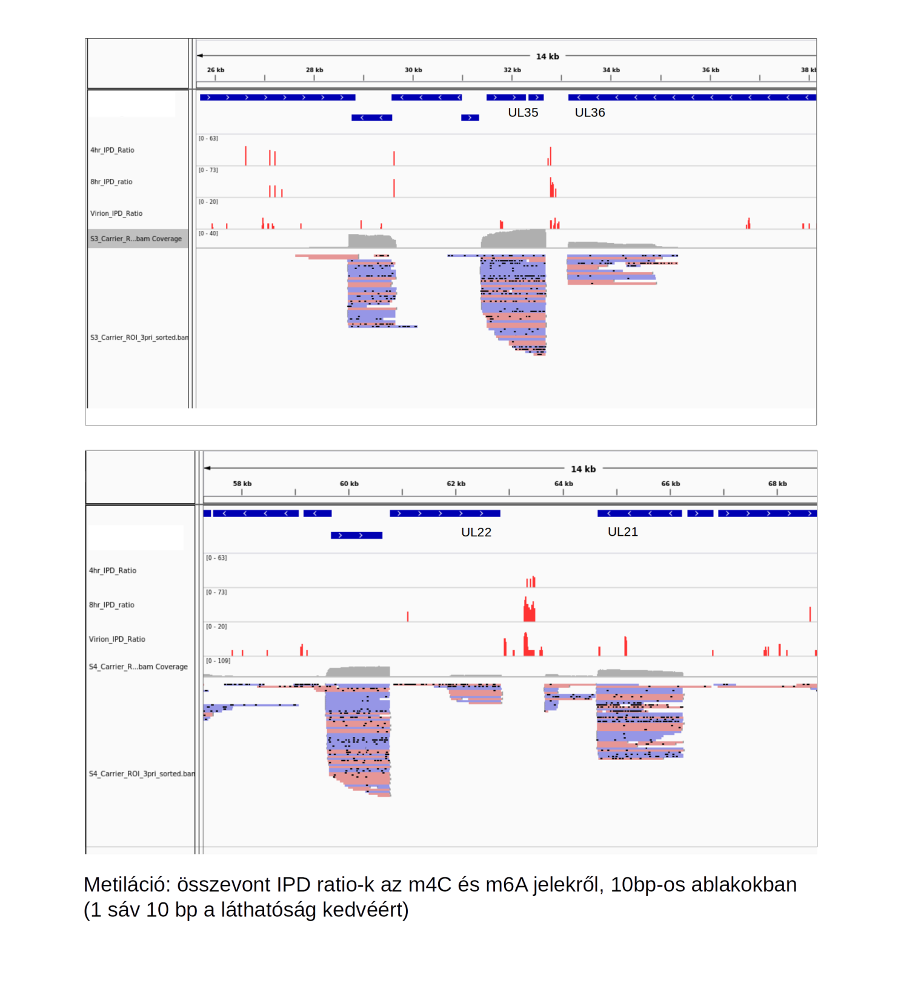 14 kb
26 kb 28 kb 30 kb 32 kb 34 kb 36 kb 38 kb
UL35 UL36
[0 - 63]
4hr_IPD_Ratio
[0 - 73]
8hr_IPD_ratio
[0 - 20]
Virion_IPD_Ratio
[0 - 40]
S3_Carrier_R...bam Coverage
S3_Carrier_ROI_3pri_sorted.bam
14 kb
58 kb 60 kb 62 kb 64 kb 66 kb 68 kb
UL22 UL21
[0 - 63]
4hr_IPD_Ratio
[0 - 73]
8hr_IPD_ratio
[0 - 20]
Virion_IPD_Ratio
[0 - 109]
S4_Carrier_R...bam Coverage
S4_Carrier_ROI_3pri_sorted.bam
Metiláció: összevont IPD ratio-k az m4C és m6A jelekről, 10bp-os ablakokban
(1 sáv 10 bp a láthatóság kedvéért)